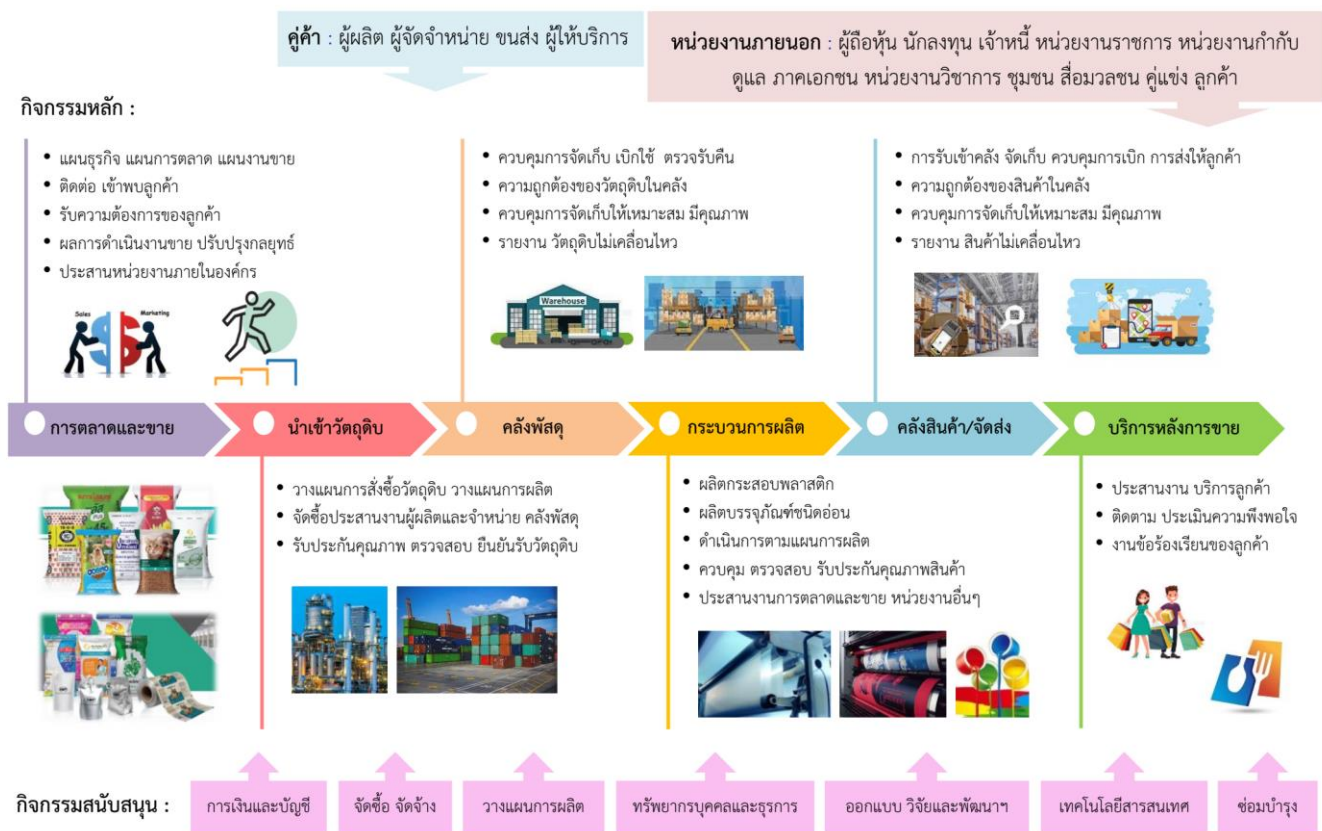 คู่ค้า : ผู้ผลิต ผู้จัดจำหน่าย ขนส่ง ผู้ให้บริการ
หน่วยงานภายนอก : ผู้ถือหุ้น นักลงทุน เจ้าหนี้ หน่วยงานราชการ หน่วยงานกำกับ
ดูแล ภาคเอกชน หน่วยงานวิชาการ ชุมชน สื่อมวลชน คู่แข่ง ลูกค้า
กิจกรรมหลัก :
• แผนธุรกิจ แผนการตลาด แผนงานขาย
• ติดต่อ เข้าพบลูกค้า
• รับความต้องการของลูกค้า
• ผลการดำเนินงานขาย ปรับปรุงกลยุทธ์
• ประสานหน่วยงานภายในองค์กร
Sales
Marketing
• ควบคุมการจัดเก็บ เบิกใช้ ตรวจรับคืน
• ความถูกต้องของวัตถุดิบในคลัง
• ควบคุมการจัดเก็บให้เหมาะสม มีคุณภาพ
• รายงาน วัตถุดิบไม่เคลื่อนไหว
Warehouse
• การรับเข้าคลัง จัดเก็บ ควบคุมการเบิก การส่งให้ลูกค้า
• ความถูกต้องของสินค้าในคลัง
• ควบคุมการจัดเก็บให้เหมาะสม มีคุณภาพ
• รายงาน สินค้าไม่เคลื่อนไหว
การตลาดและขาย
นำเข้าวัตถุดิบ
คลังพัสดุ
กระบวนการผลิต
คลังสินค้า/จัดส่ง
บริการหลังการขาย
• วางแผนการสั่งซื้อวัตถุดิบ วางแผนการผลิต
• จัดซื้อประสานงานผู้ผลิตและจำหน่าย คลังพัสดุ
• รับประกันคุณภาพ ตรวจสอบ ยืนยันรับวัตถุดิบ
• ผลิตกระสอบพลาสติก
• ผลิตบรรจุภัณฑ์ชนิดอ่อน
• ดำเนินการตามแผนการผลิต
• ควบคุม ตรวจสอบ รับประกันคุณภาพสินค้า
• ประสานงานการตลาดและขาย หน่วยงานอื่นๆ
• ประสานงาน บริการลูกค้า
• ติดตาม ประเมินความพึงพอใจ
• งานข้อร้องเรียนของลูกค้า
กิจกรรมสนับสนุน :
การเงินและบัญชี
จัดซื้อ จัดจ้าง
วางแผนการผลิต
ทรัพยากรบุคคลและธุรการ
ออกแบบ วิจัยและพัฒนาฯ
เทคโนโลยีสารสนเทศ
ซ่อมบำรุง